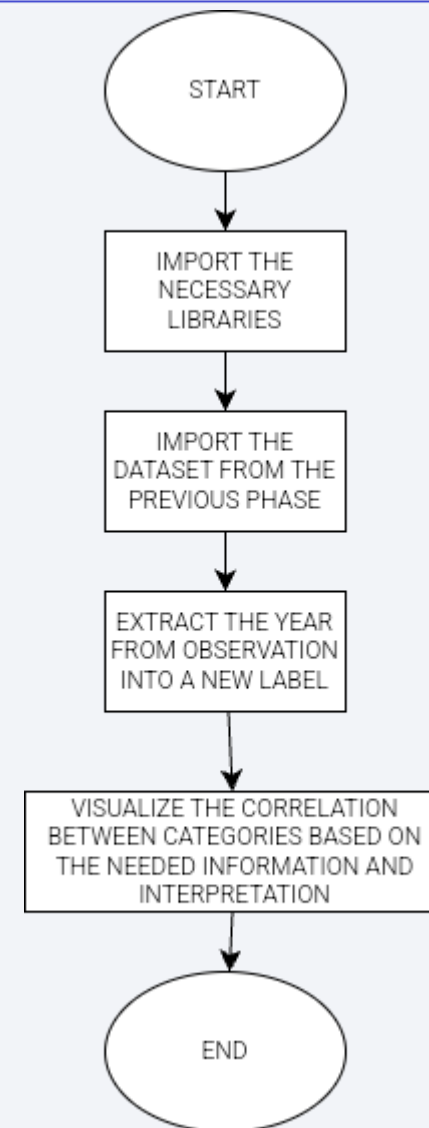 START
IMPORT THE
NECESSARY
LIBRARIES
IMPORT THE
DATASET FROM THE
PREVIOUS PHASE
EXTRACT THE YEAR
FROM OBSERVATION
INTO A NEW LABEL
VISUALIZE THE CORRELATION
BETWEEN CATEGORIES BASED ON
THE NEEDED INFORMATION AND
INTERPRETATION
END